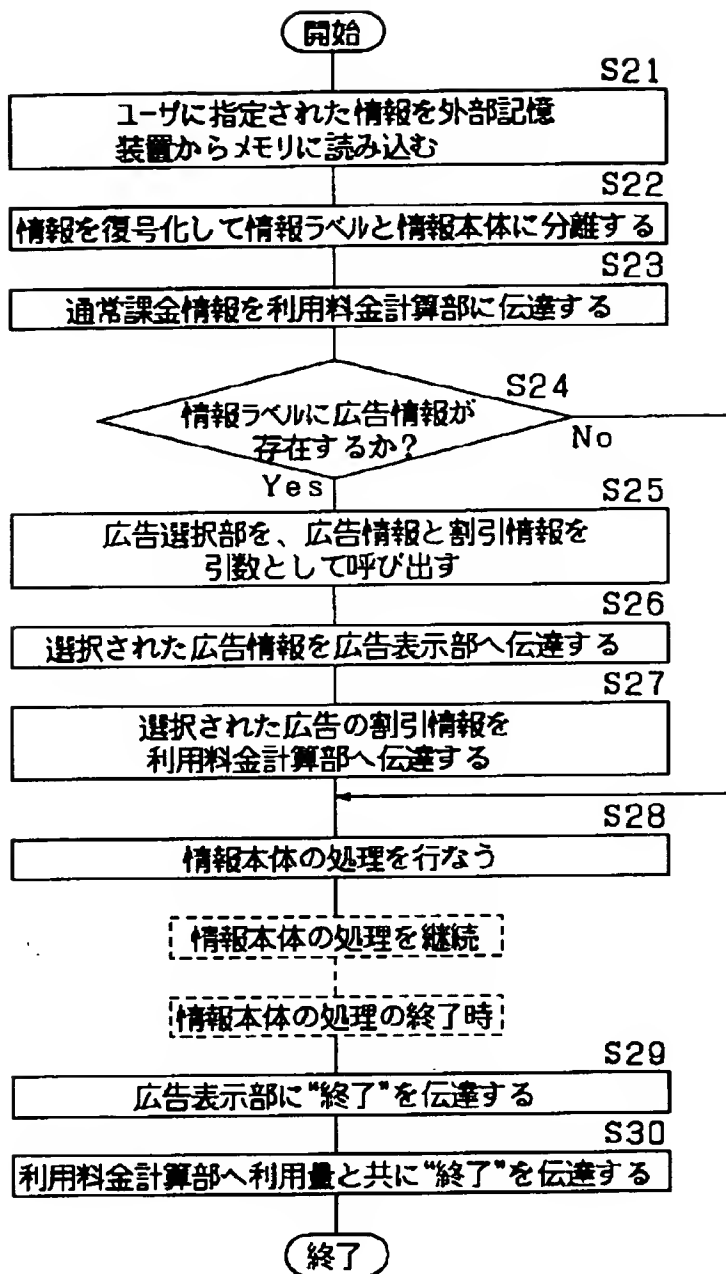 開始
S21
ユーザに指定された情報を外部記憶
装置からメモリに読み込む
S22
情報を復号化して情報ラベルと情報本体に分離する
S23
通常課金情報を利用料金計算部に伝達する
S24
情報ラベルに広告情報が
存在するか？
No
Yes
S25
広告選択部を、広告情報と割引情報を
引数として呼び出す
S26
選択された広告情報を広告表示部へ伝達する
S27
選択された広告の割引情報を
利用料金計算部へ伝達する
S28
情報本体の処理を行なう
情報本体の処理を継続
情報本体の処理の終了時
S29
広告表示部に"終了"を伝達する
S30
利用料金計算部へ利用量と共に"終了"を伝達する
終了